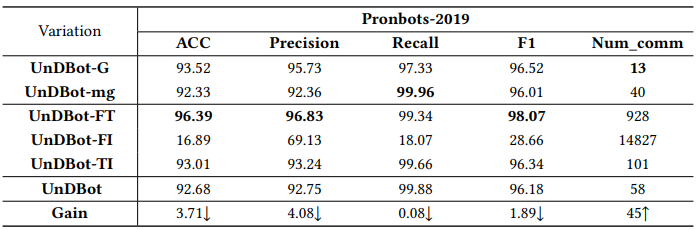 Variation Pronbots-2019
ACC Precision Recall F1 Num_comm
UnDBot-G 93.52 95.73 97.33 96.52 13
UnDBot-mg 92.33 92.36 99.96 96.01 40
UnDBot-FT 96.39 96.83 99.34 98.07 928
UnDBot-FI 16.89 69.13 18.07 28.66 14827
UnDBot-TI 93.01 93.24 99.66 96.34 101
UnDBot 92.68 92.75 99.88 96.18 58
Gain 3.71↓ 4.08↓ 0.08↓ 1.89↓ 45↑